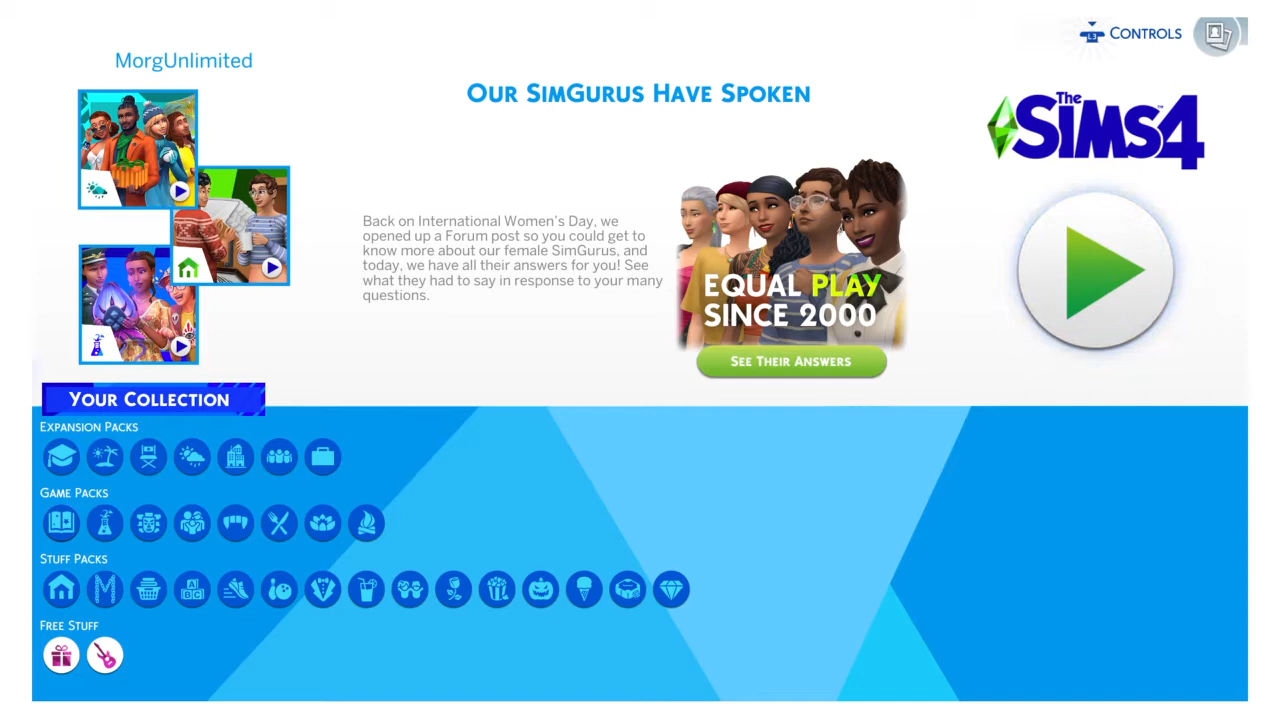 CONTROLS
L3
MorgUnlimited
OUR SIMGURUS HAVE SPOKEN
The
SIMS4
Back on International Women's Day, we
opened up a Forum post so you could get to
know more about our female SimGurus, and
today, we have all their answers for you! See
what they had to say in response to your many
questions.
EQUAL PLAY
SINCE 2000
SEE THEIR ANSWERS
YOUR COLLECTION
EXPANSION PACKS
GAME PACKS
STUFF PACKS
M
A
B C
FREE STUFF